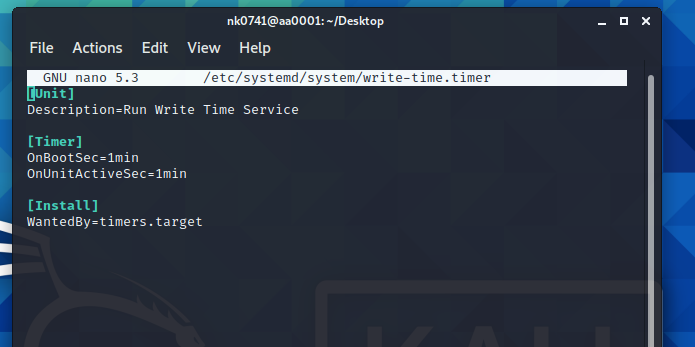 nk0741@aa0001: ~/Desktop
File Actions Edit View Help
GNU nano 5.3 /etc/systemd/system/write-time.timer
[Unit]
Description=Run Write Time Service
[Timer]
OnBootSec=1min
OnUnitActiveSec=1min
[Install]
WantedBy=timers.target
KALI